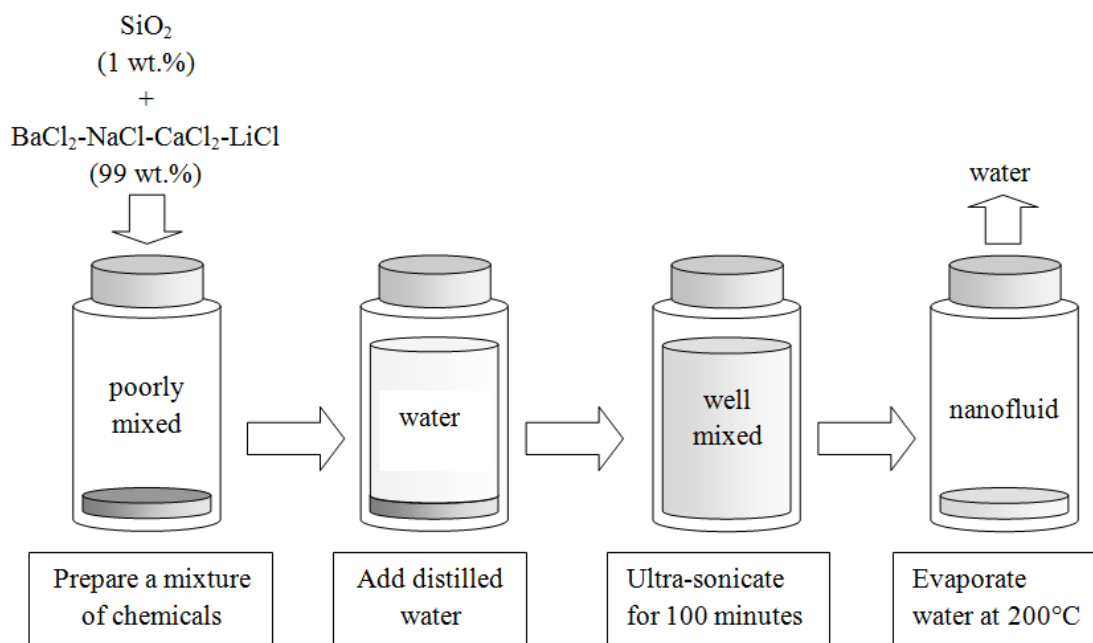 SiO₂
(1 wt.%)
+
BaCl₂-NaCl-CaCl₂-LiCl
(99 wt.%)
water
poorly
mixed
water
well
mixed
nanofluid
Prepare a mixture
of chemicals
Add distilled
water
Ultra-sonicate
for 100 minutes
Evaporate
water at 200°C